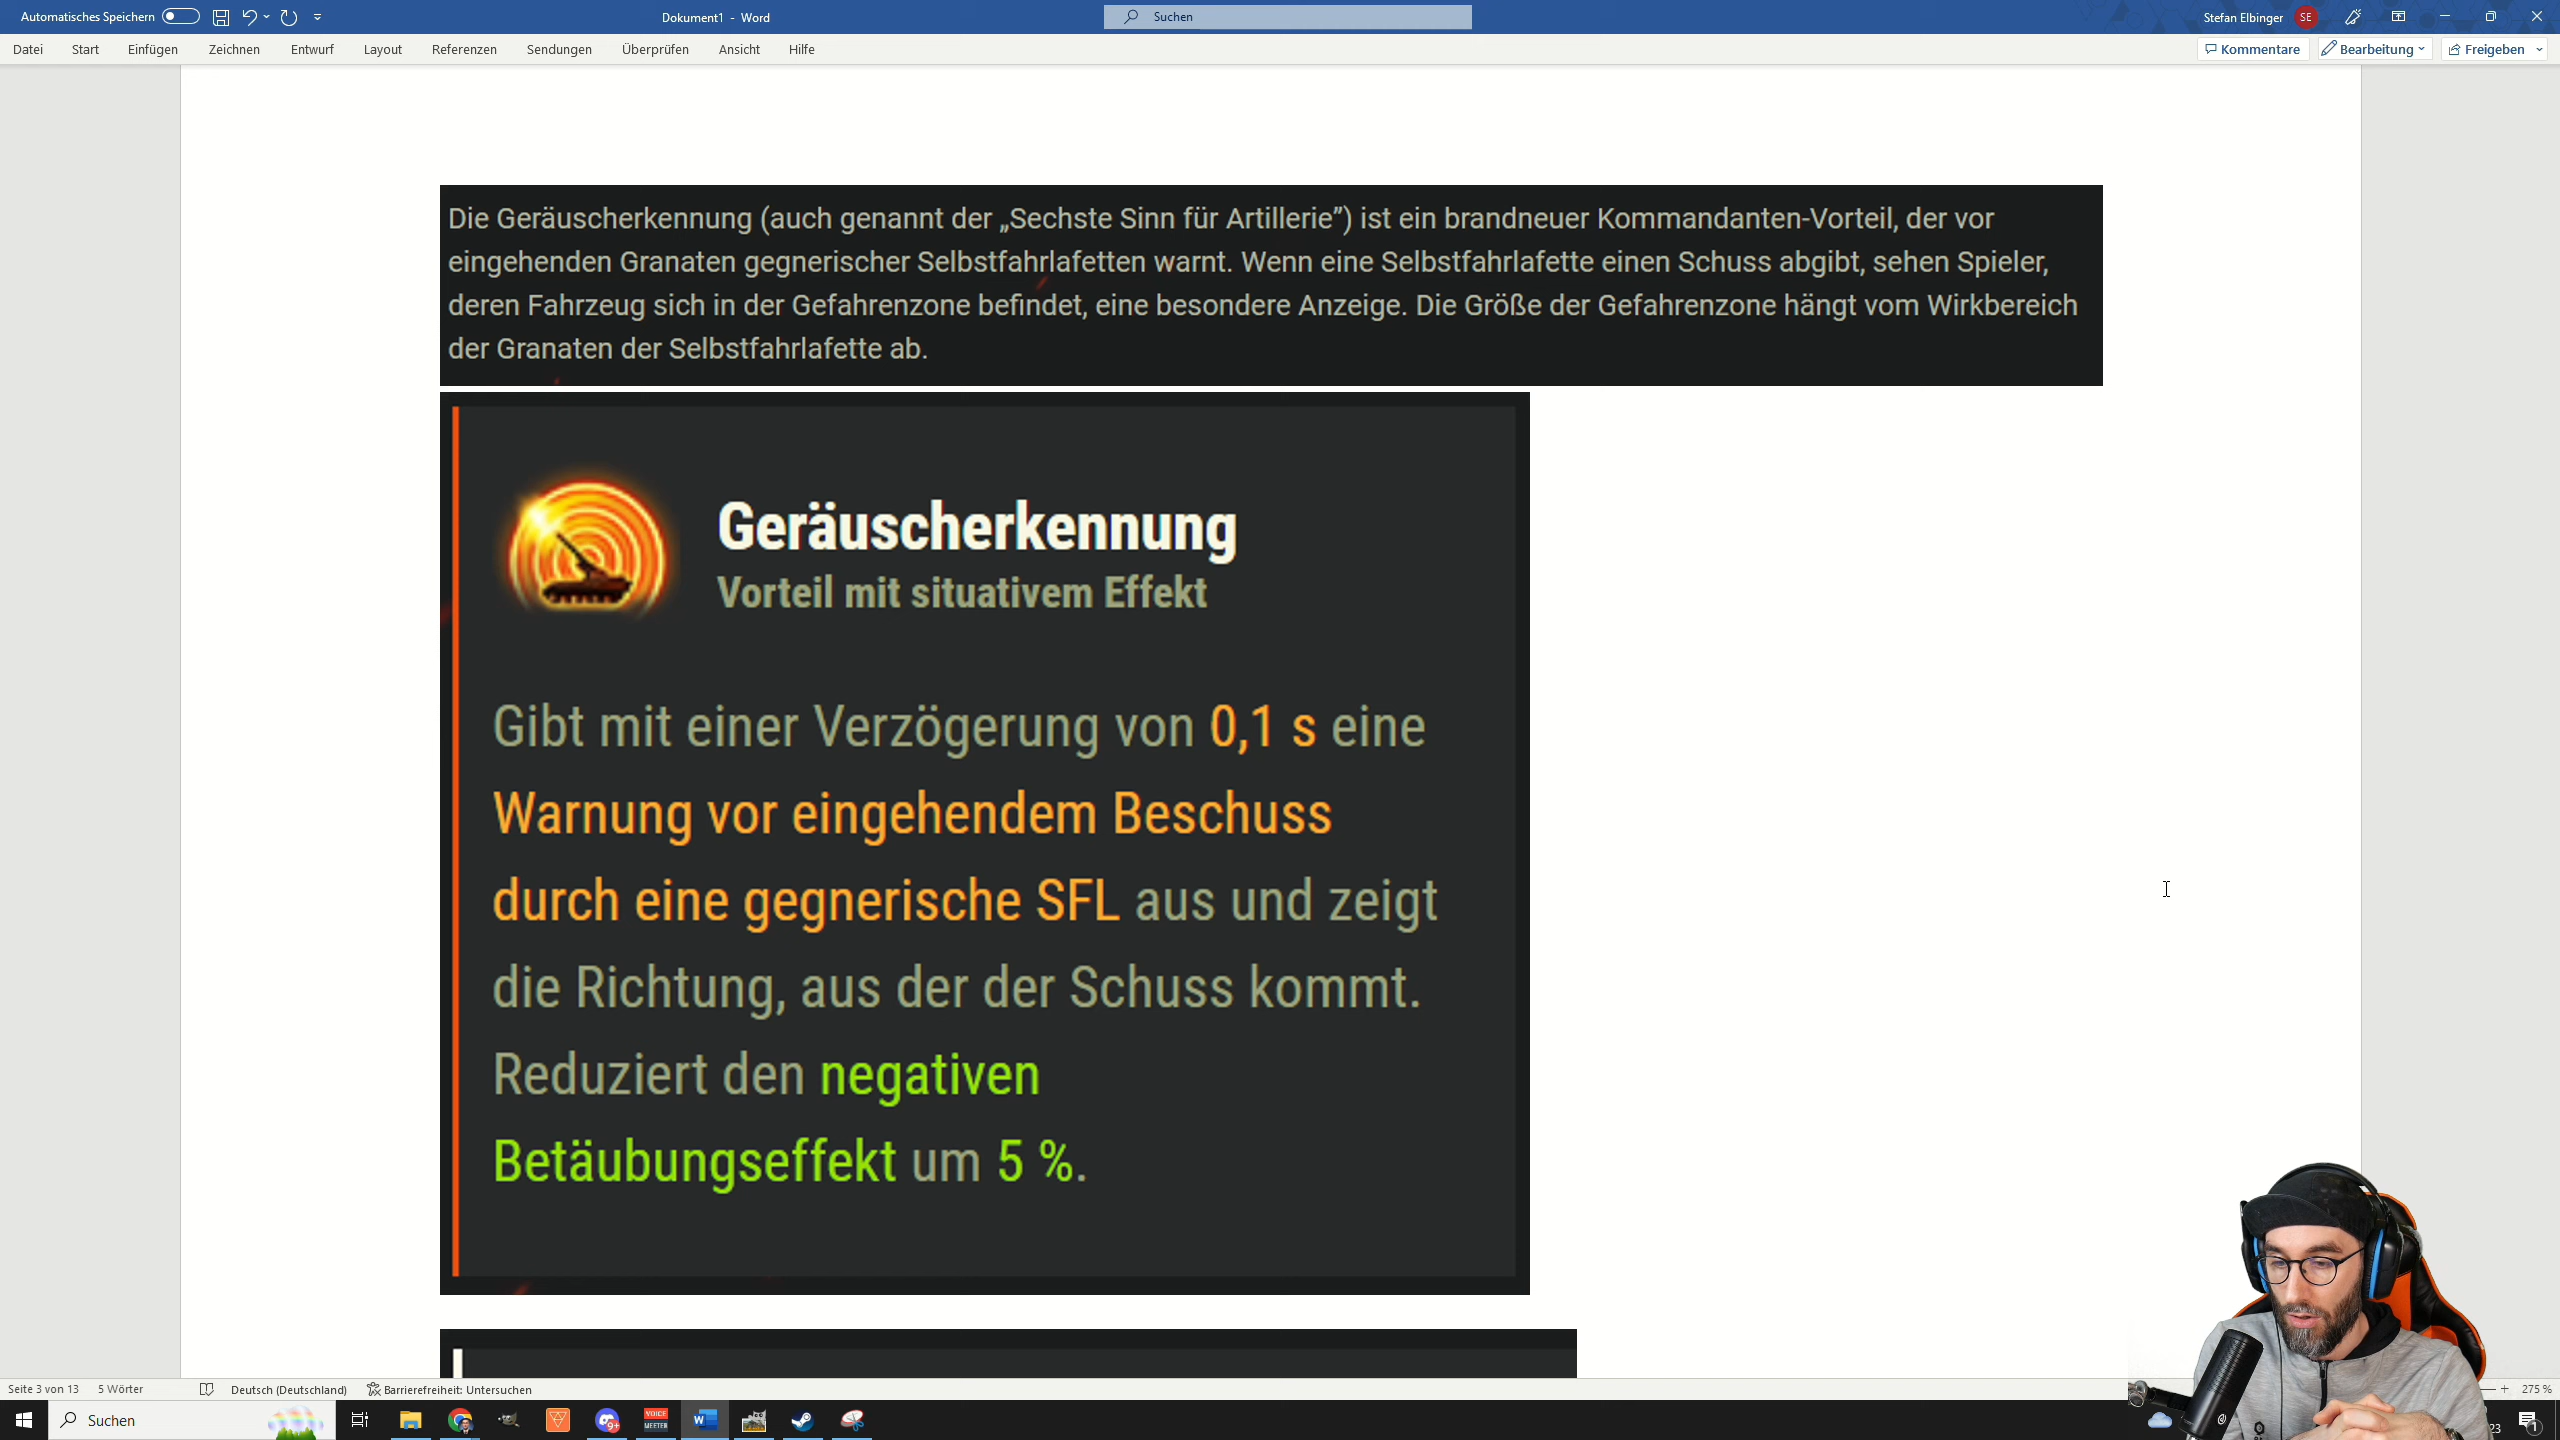 Automatisches Speichern
Dokument1 - Word
Suchen
Stefan Elbinger
SE
Datei
Start
Einfügen
Zeichnen
Entwurf
Layout
Referenzen
Sendungen
Überprüfen
Ansicht
Hilfe
Kommentare
Bearbeitung
Freigeben
Die Geräuscherkennung (auch genannt der „Sechste Sinn für Artillerie”) ist ein brandneuer Kommandanten-Vorteil, der vor
eingehenden Granaten gegnerischer Selbstfahrlafetten warnt. Wenn eine Selbstfahrlafette einen Schuss abgibt, sehen Spieler,
deren Fahrzeug sich in der Gefahrenzone befindet, eine besondere Anzeige. Die Größe der Gefahrenzone hängt vom Wirkbereich
der Granaten der Selbstfahrlafette ab.
Geräuscherkennung
Vorteil mit situativem Effekt
Gibt mit einer Verzögerung von 0,1 s eine
Warnung vor eingehendem Beschuss
durch eine gegnerische SFL aus und zeigt
die Richtung, aus der der Schuss kommt.
Reduziert den negativen
Betäubungseffekt um 5 %.
Seite 3 von 13
5 Wörter
Deutsch (Deutschland)
Barrierefreiheit: Untersuchen
275 %
Suchen
9+
VOICE
MEETER
W
23
1